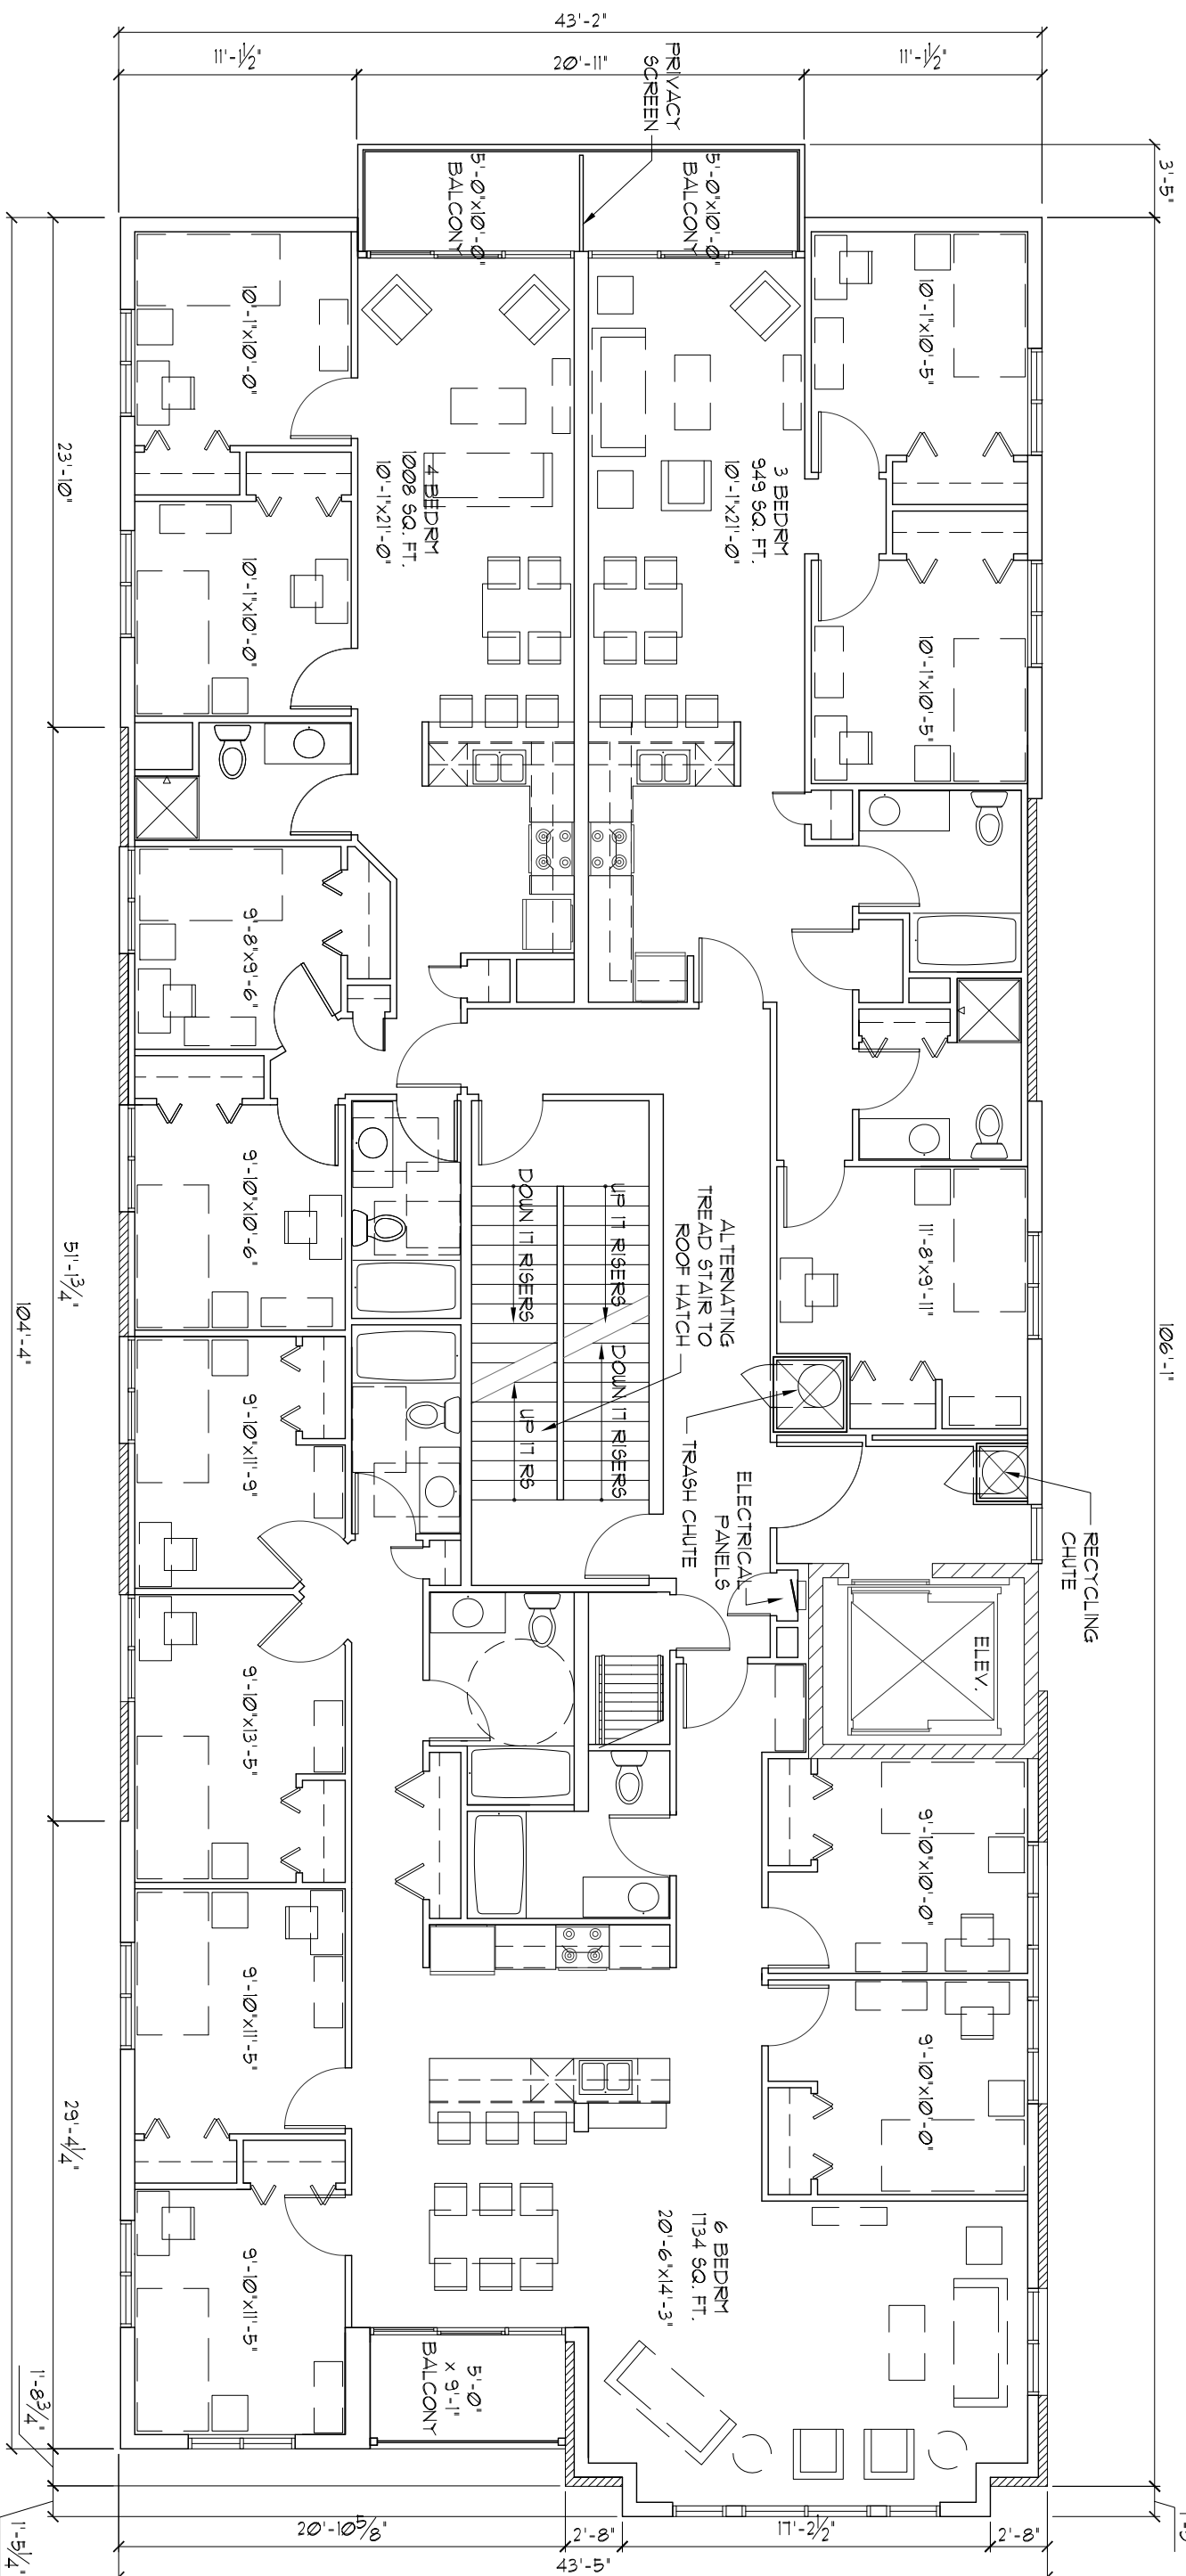 43'-2"
11'-1/2"
20'-11"
11'-1/2"
3'-5"
PRIVACY
SCREEN
5'-0"x10'-0"
BALCONY
5'-0"x10'-0"
BALCONY
10'-1"x10'-0"
10'-1"x10'-5"
23'-10"
4 BEDRM
1008 SQ. FT.
10'-1"x21'-0"
3 BEDRM
949 SQ. FT.
10'-1"x21'-0"
10'-1"x10'-0"
10'-1"x10'-5"
9'-8"x9'-6"
9'-10"x10'-6"
DOWN 17 RISERS
UP 17 RISERS
ALTERNATING
TREAD STAIR TO
ROOF HATCH
11'-8"x9'-11"
51'-1 3/4"
104'-4"
106'-1"
DOWN 17 RISERS
UP 17 RS
TRASH CHUTE
ELECTRICAL
PANELS
RECYCLING
CHUTE
9'-10"x11'-9"
ELEV.
9'-10"x13'-5"
9'-10"x10'-0"
9'-10"x11'-5"
9'-10"x10'-0"
29'-4 1/4"
6 BEDRM
1734 SQ. FT.
20'-6"x14'-3"
9'-10"x11'-5"
5'-0"
x 9'-1"
BALCONY
1'-8 3/4"
20'-10 5/8"
2'-8"
17'-2 1/2"
2'-8"
43'-5"
1'-5 1/4"